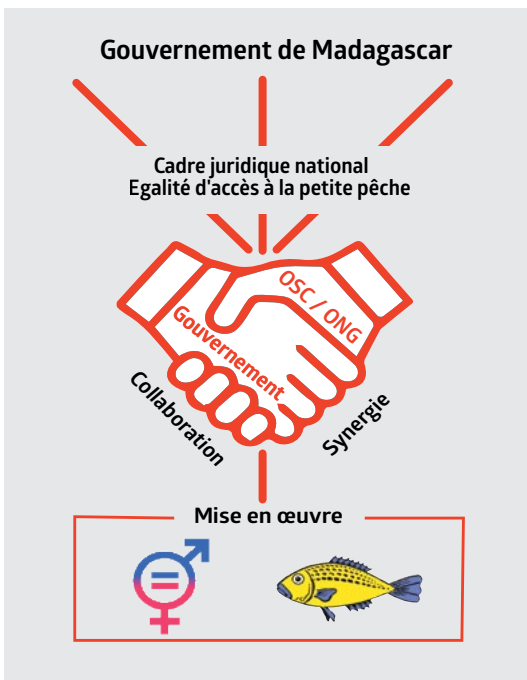 Gouvernement de Madagascar
Cadre juridique national
Egalité d'accès à la petite pêche
OSC / ONG
Gouvernement
Collaboration
Synergie
Mise en œuvre